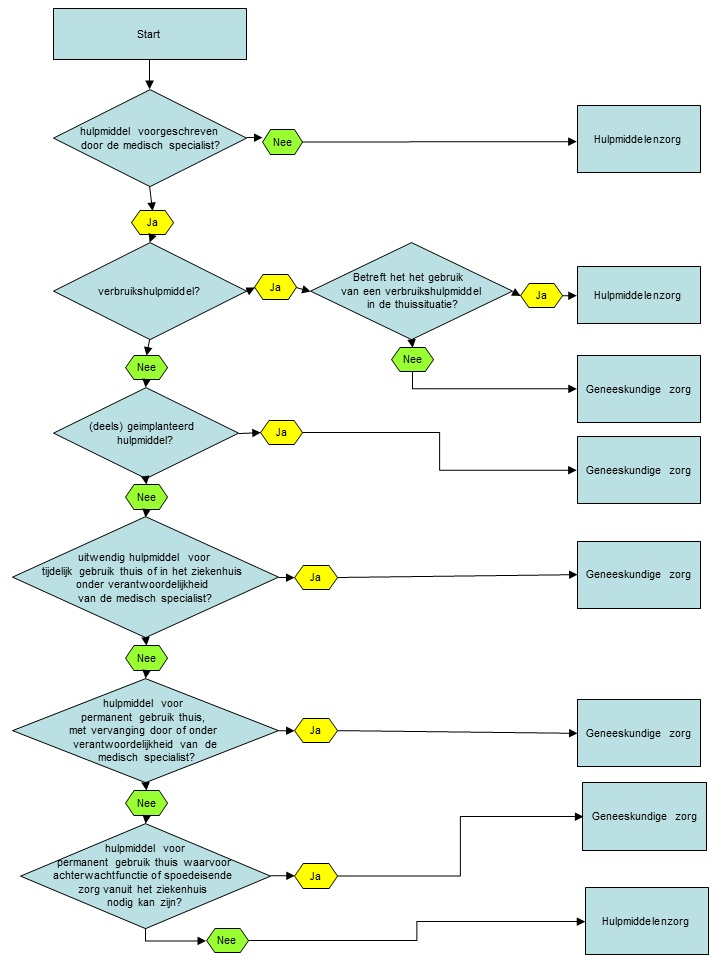 Start
hulpmiddel voorgeschreven
door de medisch specialist?
Nee
Hulpmiddelenzorg
Ja
verbruikshulpmiddel?
Ja
Betreft het het gebruik
van een verbruikshulpmiddel
in de thuissituatie?
Ja
Hulpmiddelenzorg
Nee
Geneeskundige zorg
Nee
(deels) geimplanteerd
hulpmiddel?
Ja
Geneeskundige zorg
Nee
uitwendig hulpmiddel voor
tijdelijk gebruik thuis of in het ziekenhuis
onder verantwoordelijkheid
van de medisch specialist?
Ja
Geneeskundige zorg
Nee
hulpmiddel voor
permanent gebruik thuis,
met vervanging door of onder
verantwoordelijkheid van de
medisch specialist?
Ja
Geneeskundige zorg
Nee
hulpmiddel voor
permanent gebruik thuis waarvoor
achterwachtfunctie of spoedeisende
zorg vanuit het ziekenhuis
nodig kan zijn?
Ja
Geneeskundige zorg
Nee
Hulpmiddelenzorg